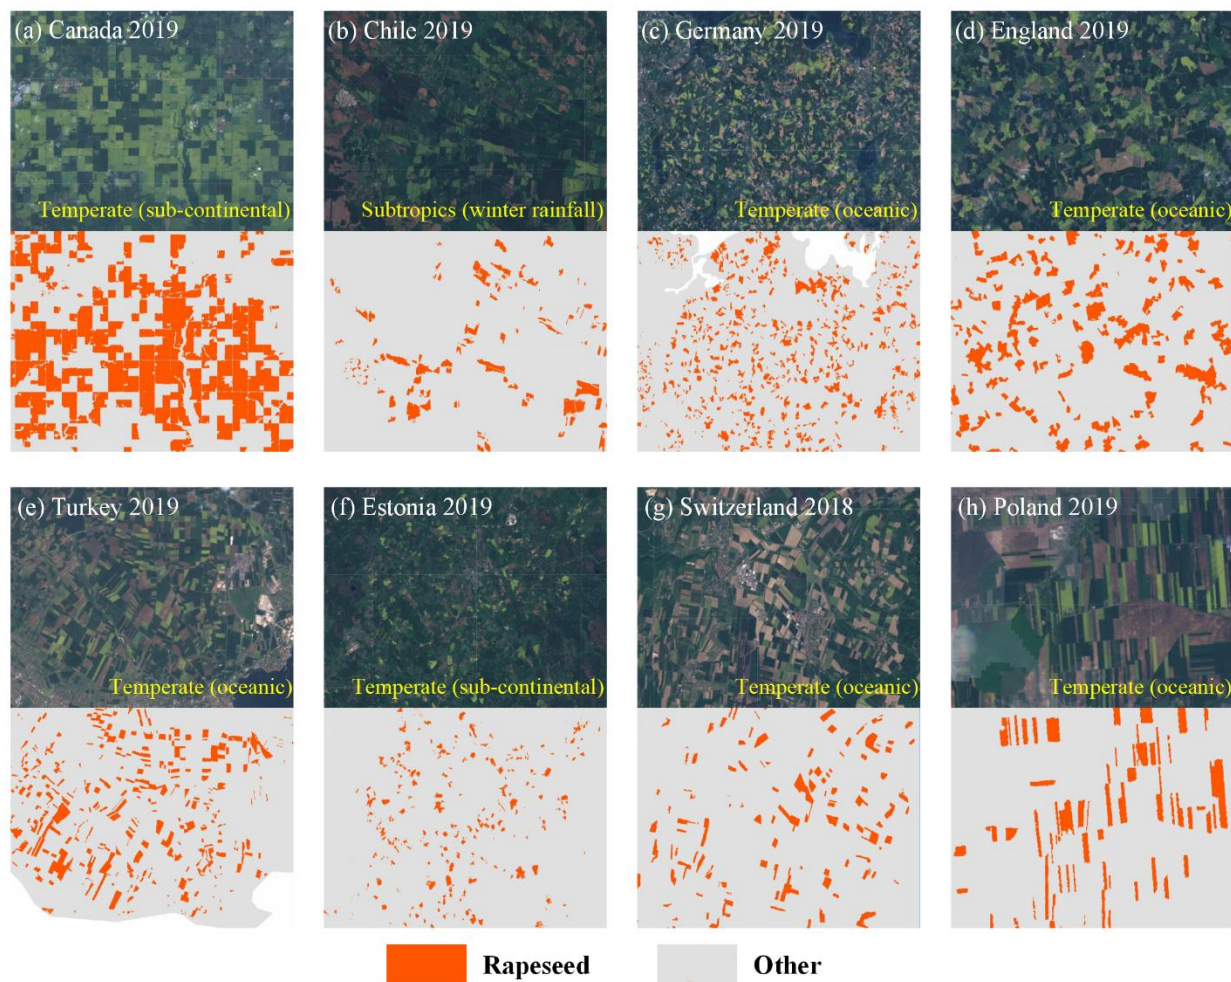 (a) Canada 2019
(b) Chile 2019
(c) Germany 2019
(d) England 2019
Temperate (sub-continental)
Subtropics (winter rainfall)
Temperate (oceanic)
Temperate (oceanic)
(e) Turkey 2019
(f) Estonia 2019
(g) Switzerland 2018
(h) Poland 2019
Temperate (oceanic)
Temperate (sub-continental)
Temperate (oceanic)
Temperate (oceanic)
Rapeseed
Other